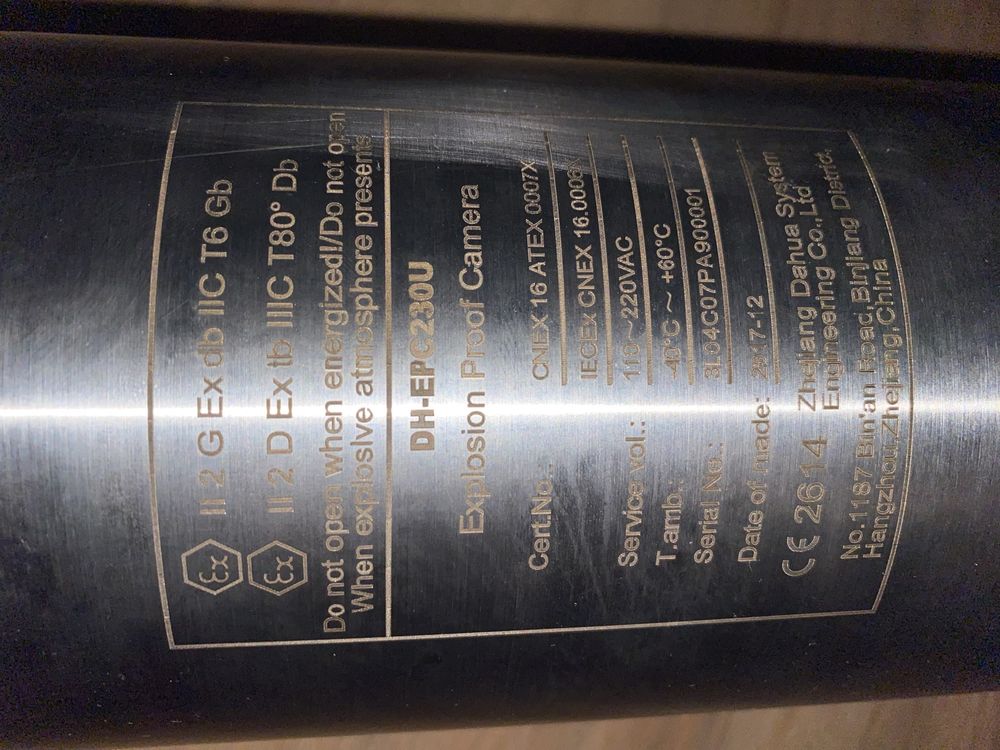 Ex II 2 G Ex db IIC T6 Gb
Ex II 2 D Ex tb IIIC T80° Db
Do not open when energized!/Do not open
When explosive atmosphere presents
DH-EPC230U
Explosion Proof Camera
Cert.No.: CNEX 16 ATEX 0007X
IECEx CNEX 16.0006X
Service vol.: 110~220VAC
T.amb.: -40°C ~ +60°C
Serial No.: 3L04C07PA900001
Date of made: 2017-12
CE 2614 Zhejiang Dahua System
Engineering Co.,Ltd
No.1187 Bin'an Road,Binjiang District,
Hangzhou,Zhejiang,China